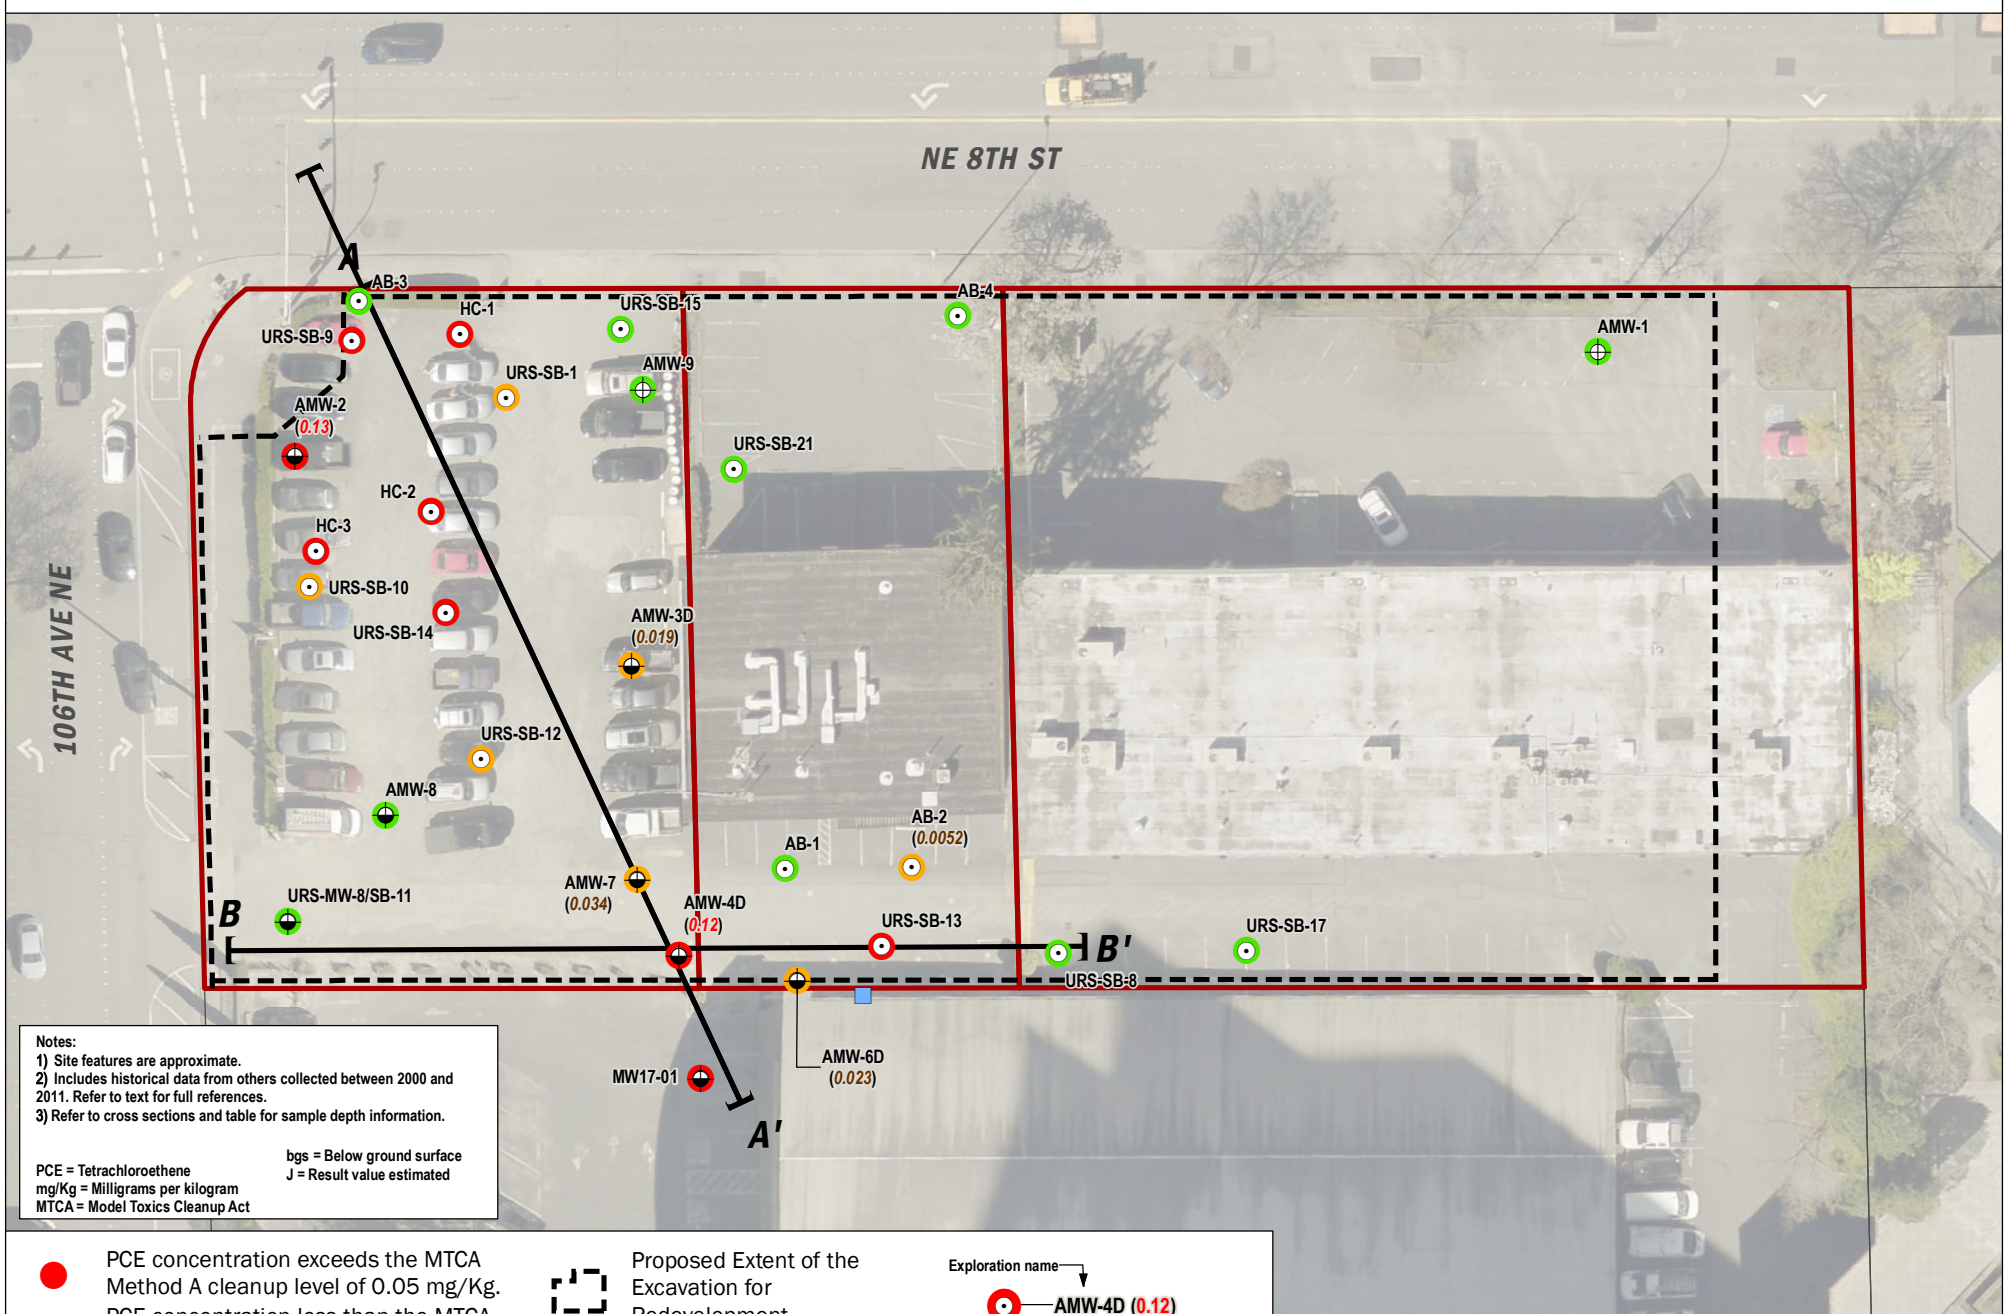 NE 8TH ST
A
AB-3
HC-1
URS-SB-15
AB-4
URS-SB-9
AMW-1
AMW-9
URS-SB-1
AMW-2
(0.13)
URS-SB-21
HC-2
HC-3
106TH AVE NE
URS-SB-10
AMW-3D
(0.019)
URS-SB-14
URS-SB-12
AMW-8
AB-2
(0.0052)
AB-1
AMW-7
(0.034)
URS-MW-8/SB-11
AMW-4D
(0.12)
URS-SB-13
URS-SB-17
B
B'
URS-SB-8
AMW-6D
(0.023)
MW17-01
A'
Notes:
1) Site features are approximate.
2) Includes historical data from others collected between 2000 and
2011. Refer to text for full references.
3) Refer to cross sections and table for sample depth information.
bgs = Below ground surface
J = Result value estimated
PCE = Tetrachloroethene
mg/Kg = Milligrams per kilogram
MTCA = Model Toxics Cleanup Act
PCE concentration exceeds the MTCA
Method A cleanup level of 0.05 mg/Kg.
PCE concentration less than the MTCA
Proposed Extent of the
Excavation for
Redevelopment
Exploration name
AMW-4D (0.12)